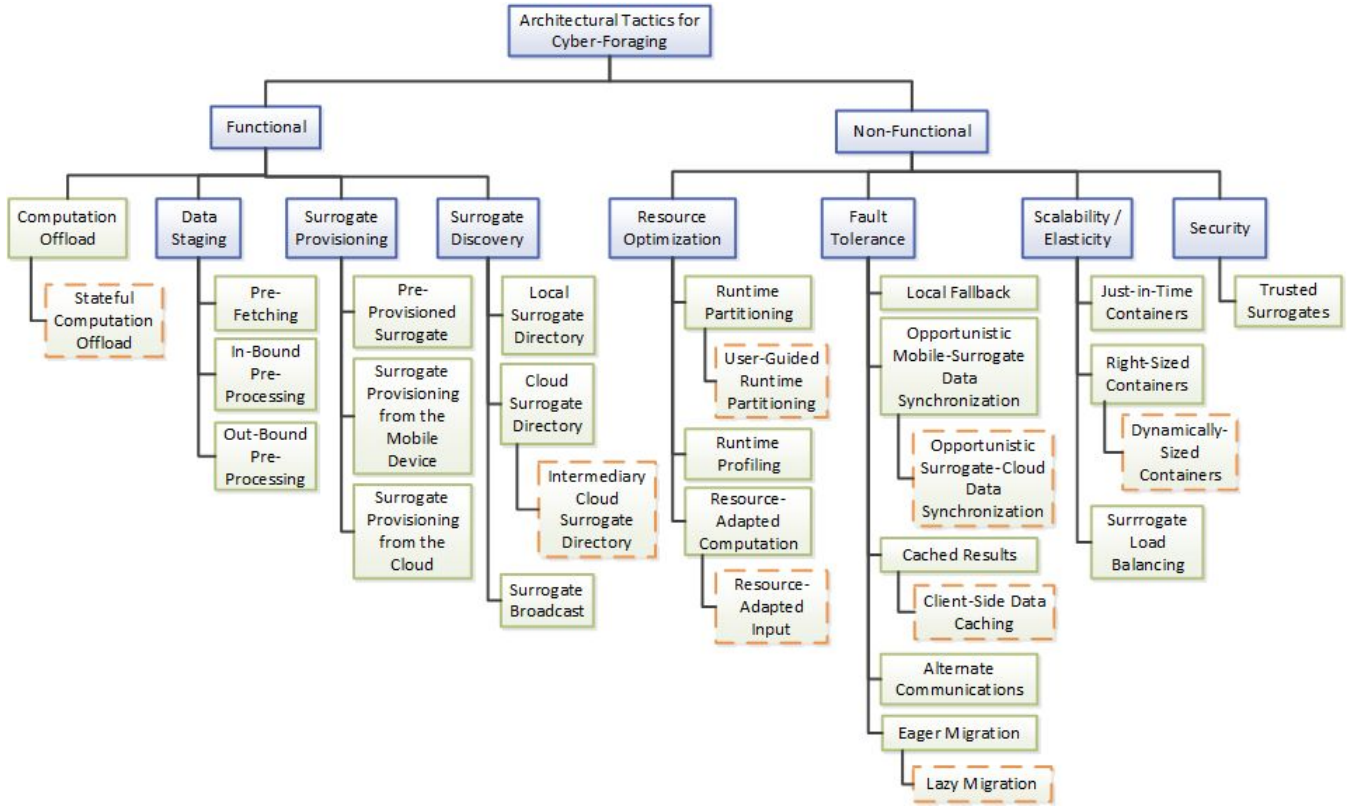 Architectural Tactics for
Cyber-Foraging
Functional
Non-Functional
Computation
Offload
Stateful
Computation
Offload
Data
Staging
Pre-
Fetching
In-Bound
Pre-
Processing
Out-Bound
Pre-
Processing
Surrogate
Provisioning
Pre-
Provisioned
Surrogate
Surrogate
Provisioning
from the
Mobile
Device
Surrogate
Provisioning
from the
Cloud
Surrogate
Discovery
Local
Surrogate
Directory
Cloud
Surrogate
Directory
Intermediary
Cloud
Surrogate
Directory
Surrogate
Broadcast
Resource
Optimization
Runtime
Partitioning
User-Guided
Runtime
Partitioning
Runtime
Profiling
Resource-
Adapted
Computation
Resource-
Adapted
Input
Fault
Tolerance
Local Fallback
Opportunistic
Mobile-Surrogate
Data
Synchronization
Opportunistic
Surrogate-Cloud
Data
Synchronization
Cached Results
Client-Side Data
Caching
Alternate
Communications
Eager Migration
Lazy Migration
Scalability /
Elasticity
Just-in-Time
Containers
Right-Sized
Containers
Dynamically-
Sized
Containers
Surrrogate
Load
Balancing
Security
Trusted
Surrogates